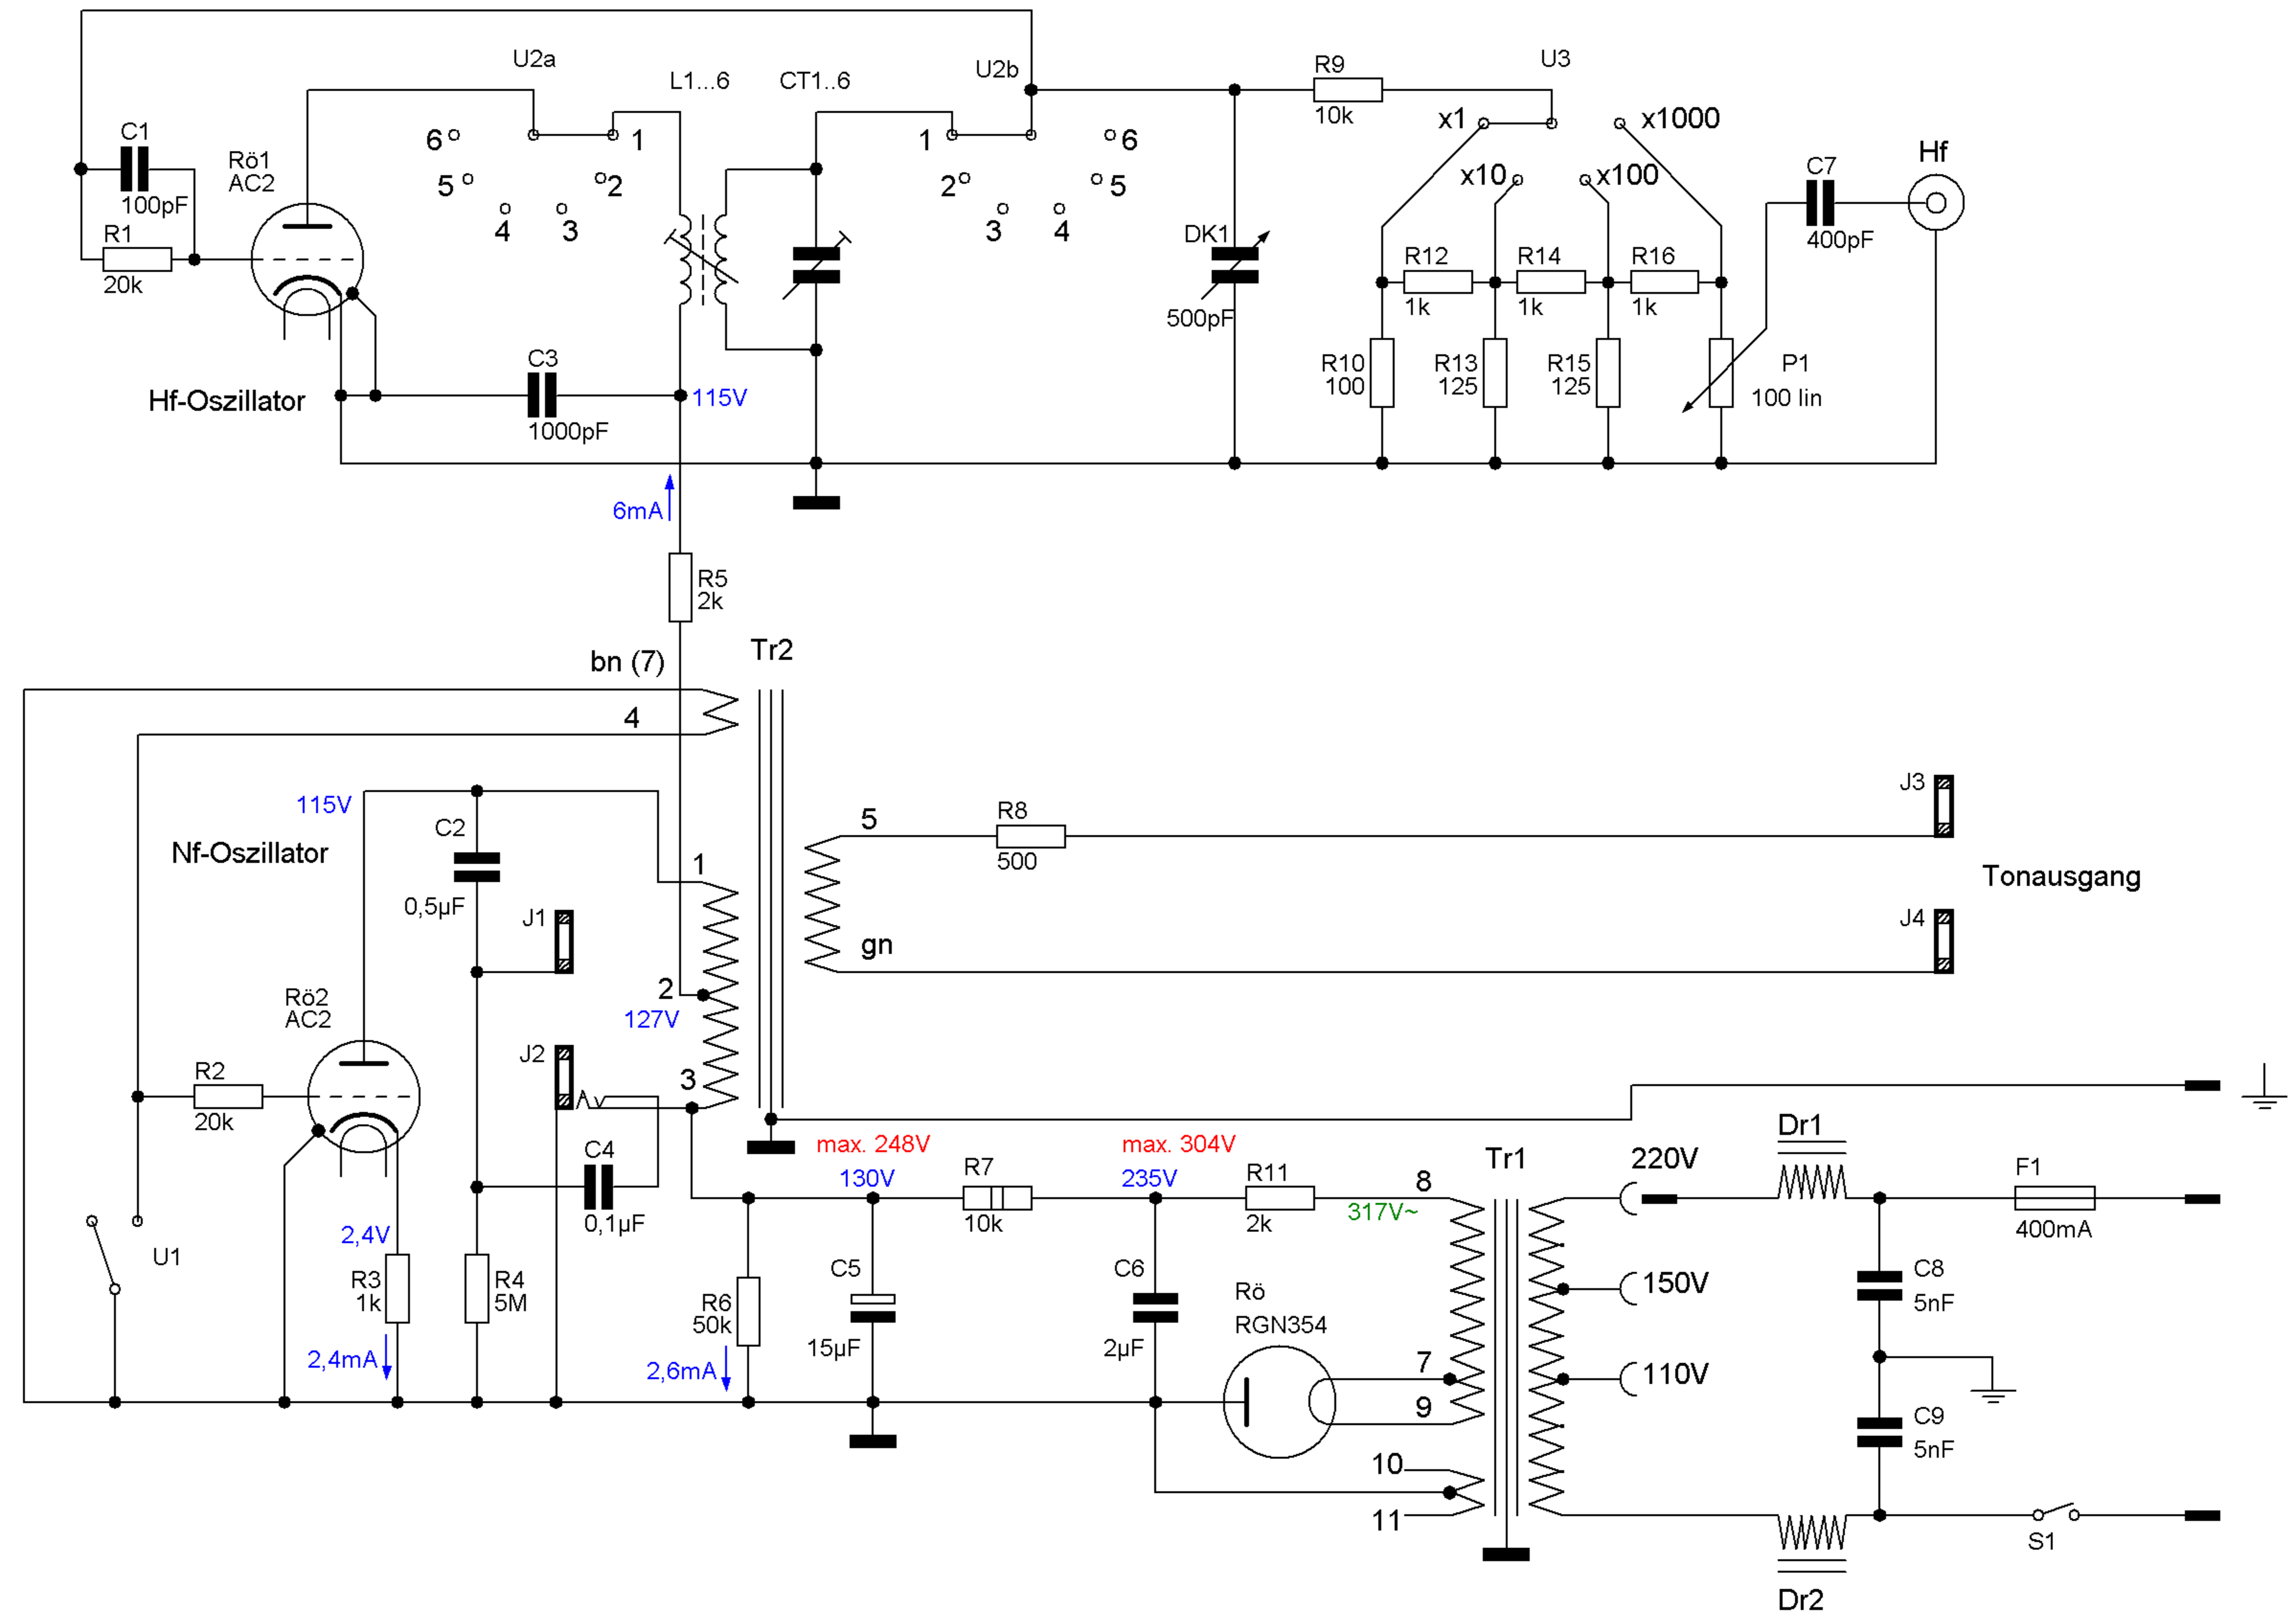 U2a
L1...6
CT1..6
U2b
R9
10k
U3
x1
x1000
x10
x100
C7
400pF
Hf
C1
100pF
Rö1
AC2
R1
20k
6
1
5
2
4
3
1
6
2
5
3
4
DK1
500pF
R12
1k
R14
1k
R16
1k
R10
100
R13
125
R15
125
P1
100 lin
Hf-Oszillator
C3
1000pF
115V
6mA
R5
2k
bn (7)
Tr2
4
115V
C2
0,5µF
Nf-Oszillator
1
5
R8
500
J3
Tonausgang
J1
gn
J4
2
127V
Rö2
AC2
J2
3
R2
20k
C4
0,1µF
max. 248V
130V
R7
10k
max. 304V
235V
R11
2k
317V~
8
Tr1
220V
Dr1
F1
400mA
U1
2,4V
R3
1k
R4
5M
2,4mA
R6
50k
2,6mA
C5
15µF
C6
2µF
Rö
RGN354
7
9
10
11
150V
110V
C8
5nF
C9
5nF
S1
Dr2